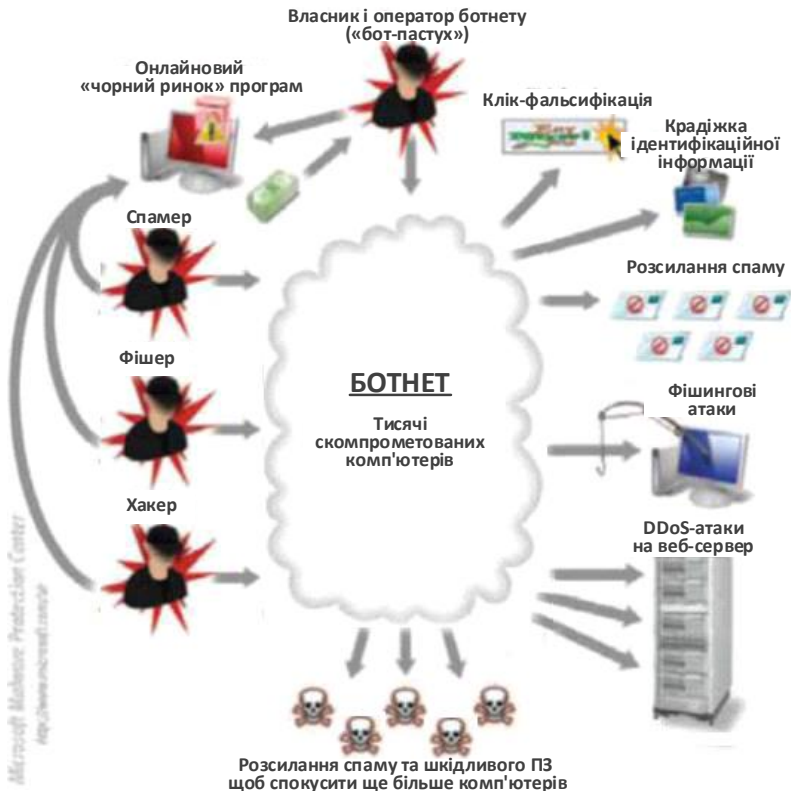 Власник і оператор ботнету
(«бот-пастух»)
Онлайновий
«чорний ринок» програм
Клік-фальсифікація
Крадіжка
ідентифікаційної
інформації
Спамер
Розсилання спаму
Фішер
БОТНЕТ
Тисячі
скомпрометованих
комп'ютерів
Фішингові
атаки
Хакер
DDoS-атаки
на веб-сервер
Розсилання спаму та шкідливого ПЗ
щоб спокусити ще більше комп'ютерів
Microsoft Malware Protection Center